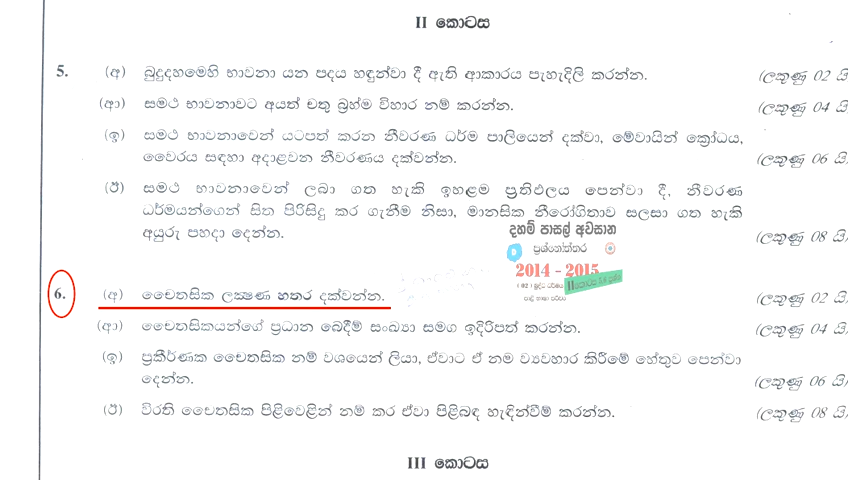 II කොටස
5. (අ) බුදුදහමෙහි භාවනා යන පදය හඳුන්වා දී ඇති ආකාරය පැහැදිලි කරන්න. (ලකුණු 02 යි
(ආ) සමථ භාවනාවට අයත් චතු බ්‍රහ්ම විහාර නම් කරන්න. (ලකුණු 04 යි
(ඉ) සමථ භාවනාවෙන් යටපත් කරන නීවරණ ධර්ම පාලියෙන් දක්වා, මේවායින් ක්‍රෝධය,
වෛරය සඳහා අදාළවන නීවරණය දක්වන්න. (ලකුණු 06 යි
(ඊ) සමථ භාවනාවෙන් ලබා ගත හැකි ඉහළම ප්‍රතිඵලය පෙන්වා දී, නීවරණ
ධර්මයන්ගෙන් සිත පිරිසිදු කර ගැනීම නිසා, මානසික නීරෝගිතාව සලසා ගත හැකි
අයුරු පහදා දෙන්න. (ලකුණු 08 යි
දහම් පාසල් අවසාන
ප්‍රශ්නෝත්තර
2014 - 2015
6. (අ) චෛතසික ලක්‍ෂණ හතර දක්වන්න. (ලකුණු 02 යි
(ආ) චෛතසිකයන්ගේ ප්‍රධාන බෙදීම් සංඛ්‍යා සමග ඉදිරිපත් කරන්න. (ලකුණු 04 යි
(ඉ) ප්‍රකීර්ණක චෛතසික නම් වශයෙන් ලියා, ඒවාට ඒ නම ව්‍යවහාර කිරීමේ හේතුව පෙන්වා
දෙන්න. (ලකුණු 06 යි
(ඊ) විරති චෛතසික පිළිවෙළින් නම් කර ඒවා පිළිබඳ හැඳින්වීම් කරන්න. (ලකුණු 08 යි
III කොටස